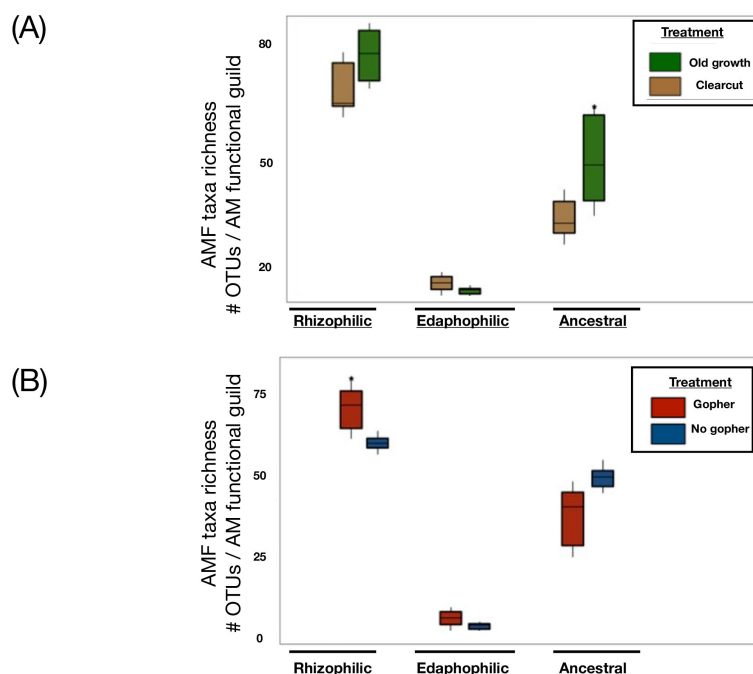 (A)
AMF taxa richness
# OTUs / AM functional guild
80
50
20
Treatment
Old growth
Clearcut
*
Rhizophilic Edaphophilic Ancestral
(B)
AMF taxa richness
# OTUs / AM functional guild
75
50
25
0
Treatment
Gopher
No gopher
*
Rhizophilic Edaphophilic Ancestral